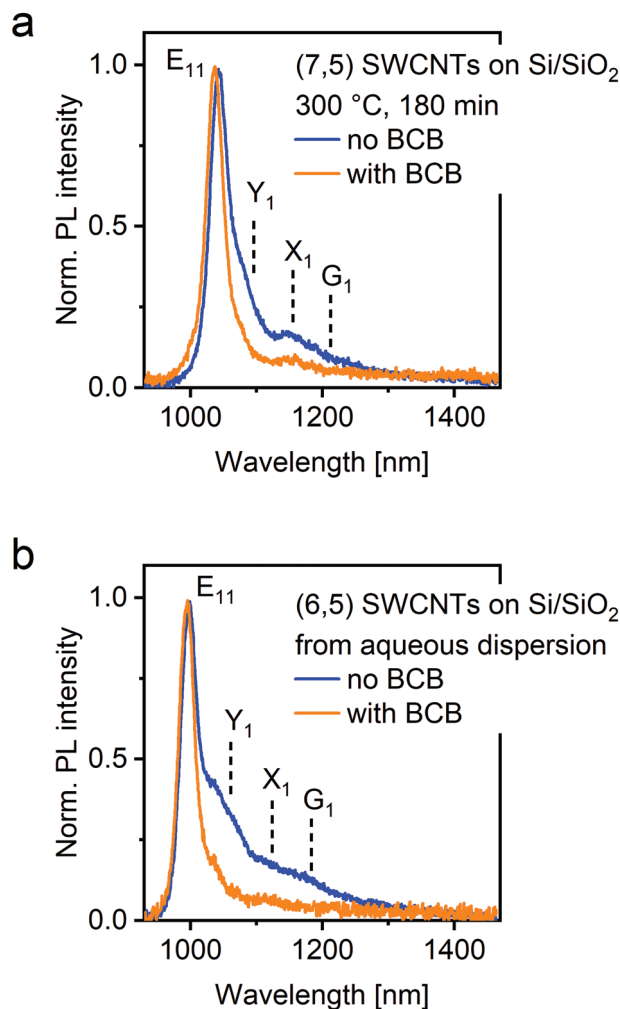 a
E₁₁
(7,5) SWCNTs on Si/SiO₂
300 °C, 180 min
no BCB
with BCB
Y₁
X₁
G₁
1.0
0.5
0.0
Norm. PL intensity
1000
1200
1400
Wavelength [nm]
b
E₁₁
(6,5) SWCNTs on Si/SiO₂
from aqueous dispersion
no BCB
with BCB
Y₁
X₁
G₁
1.0
0.5
0.0
Norm. PL intensity
1000
1200
1400
Wavelength [nm]